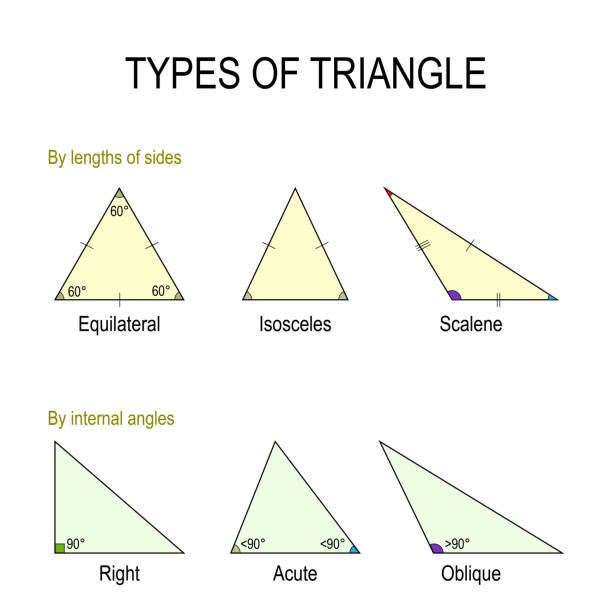 TYPES OF TRIANGLE
By lengths of sides
60°
60° 60°
Equilateral Isosceles Scalene
By internal angles
90° <90° <90° >90°
Right Acute Oblique